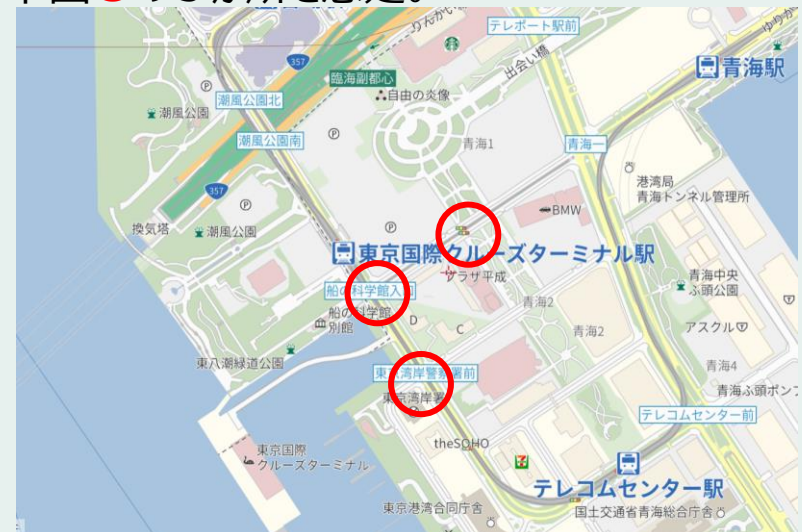 りんかい
テレポート駅前
ゆりか
357
臨海副都心
出会い橋
青海駅
潮風公園北
自由の炎像
潮風公園
潮風公園南
青海1
青海一
港湾局
青海トンネル管理所
357
BMW
換気塔
潮風公園
東京国際クルーズターミナル駅
プラザ平成
青海中央
ふ頭公園
船の科学館入口
船の科学館
別館
D
C
青海2
青海2
アスクル
東八潮緑道公園
東京湾岸警察署前
青海4
東京湾岸署
青海ふ頭ポンプ
テレコムセンター前
theSOHO
東京国際
クルーズターミナル
テレコムセンター駅
東京港湾合同庁舎
国土交通省青海総合庁舎